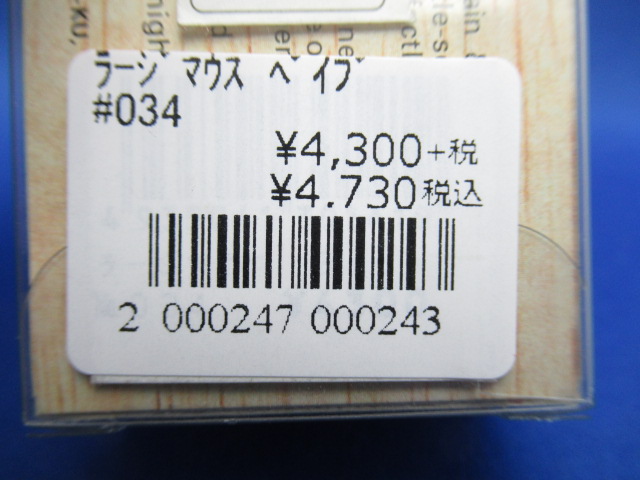 ﾗｰｼﾞ ﾏｳｽ ﾍﾞｲﾌﾞ
#034
¥4,300+税
¥4.730税込
2 000247 000243